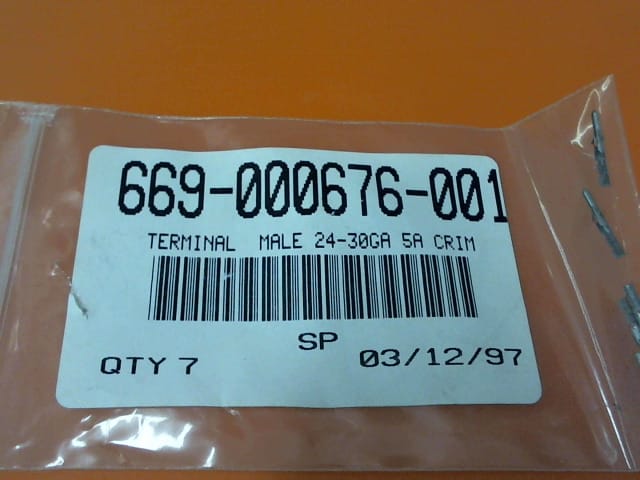 669-000676-001
TERMINAL MALE 24-30GA 5A CRIM
SP
QTY 7 03/12/97